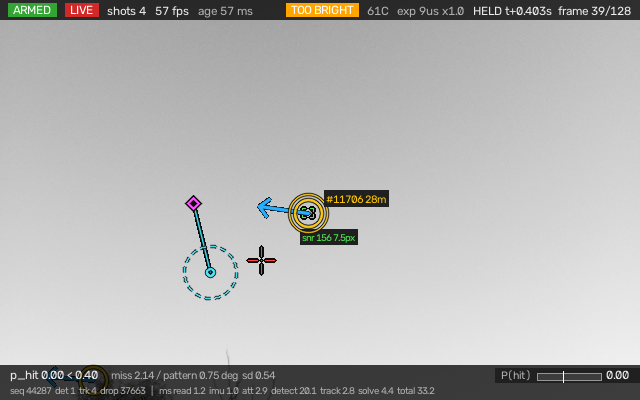 ARMED LIVE shots 4 57 fps age 57 ms TOO BRIGHT 61C exp 9us x1.0 HELD t+0.403s frame 39/128
#11706 28m
snr 156 7.5px
p_hit 0.00 < 0.40 miss 2.14 / pattern 0.75 deg sd 0.54 P(hit) 0.00
seq 44287 det 1 trk 4 drop 37663 | ms read 1.2 imu 1.0 att 2.9 detect 20.1 track 2.8 solve 4.4 total 33.2